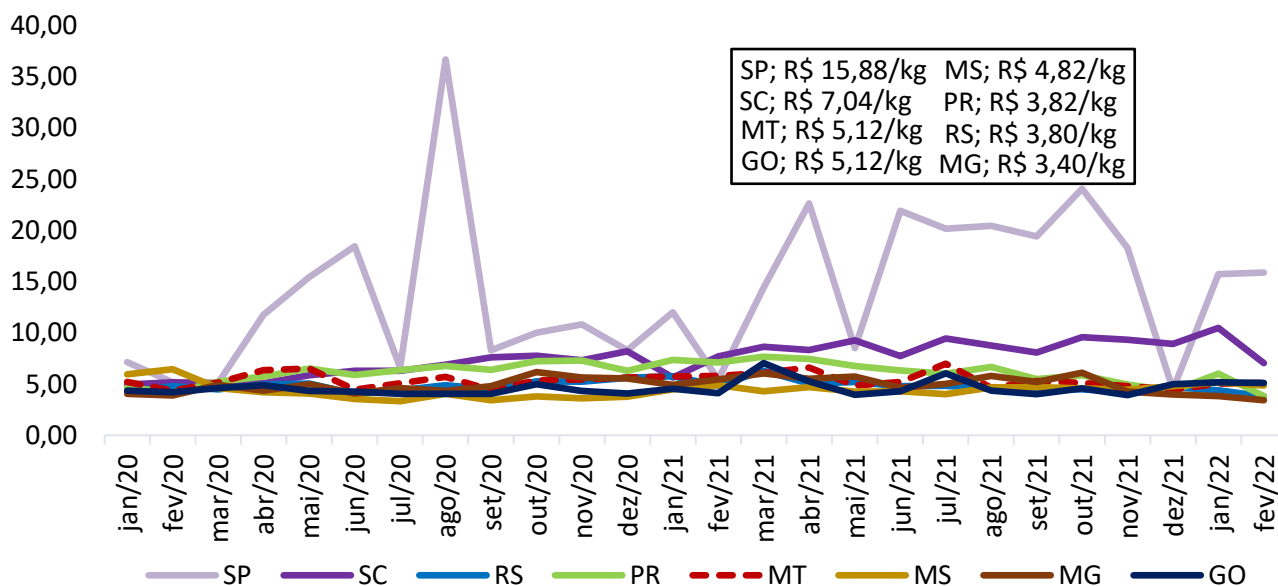 40,00
35,00
30,00
25,00
20,00
15,00
10,00
5,00
0,00
SP; R$ 15,88/kg MS; R$ 4,82/kg
SC; R$ 7,04/kg PR; R$ 3,82/kg
MT; R$ 5,12/kg RS; R$ 3,80/kg
GO; R$ 5,12/kg MG; R$ 3,40/kg
jan/20
fev/20
mar/20
abr/20
mai/20
jun/20
jul/20
ago/20
set/20
out/20
nov/20
dez/20
jan/21
fev/21
mar/21
abr/21
mai/21
jun/21
jul/21
ago/21
set/21
out/21
nov/21
dez/21
jan/22
fev/22
SP SC RS PR MT MS MG GO